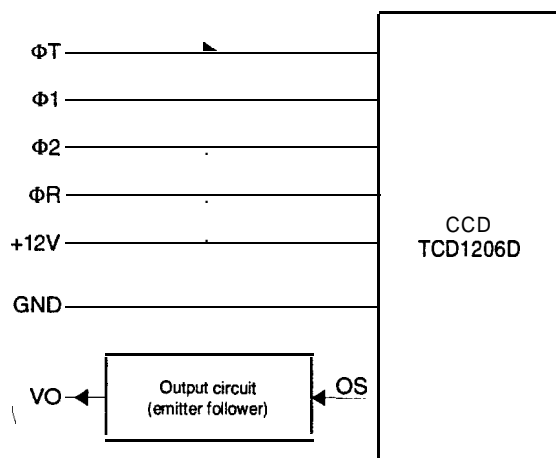 ΦT
Φ1
Φ2
ΦR
+12V
GND
CCD
TCD1206D
VO
Output circuit
(emitter follower)
OS